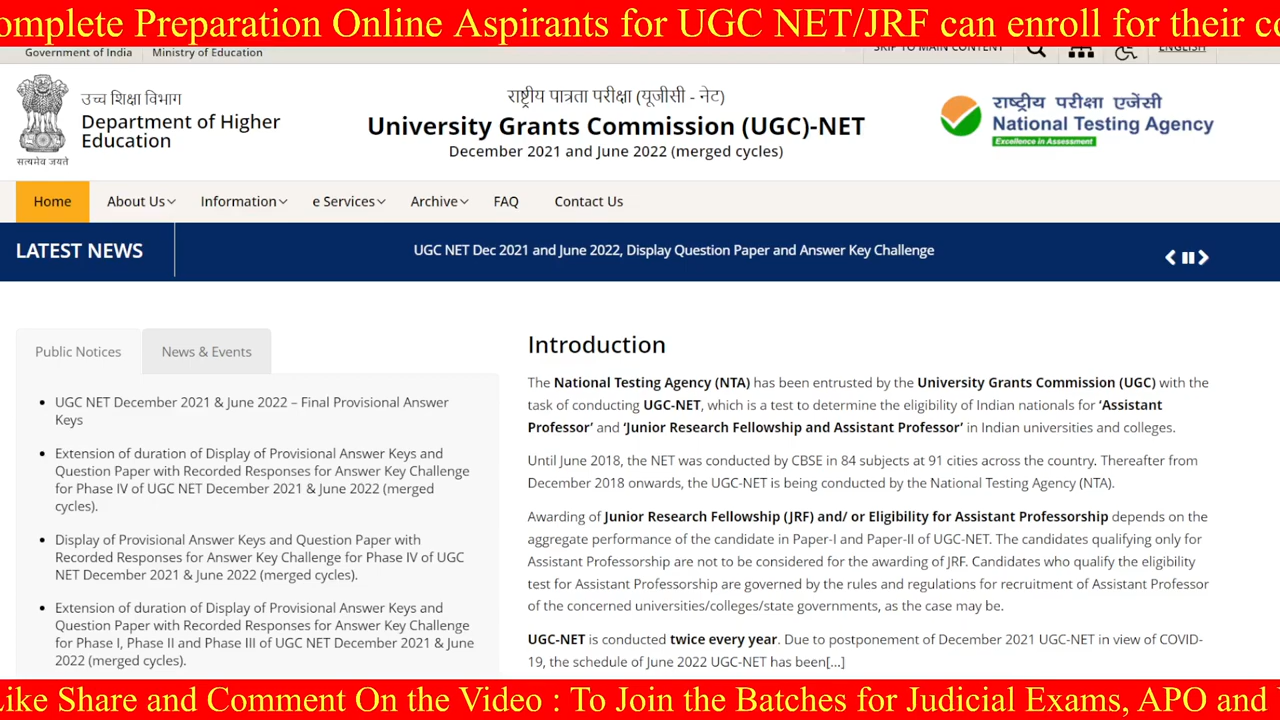 omplete Preparation Online Aspirants for UGC NET/JRF can enroll for their co
Government of India
Ministry of Education
SKIP TO MAIN CONTENT
ENGLISH
उच्च शिक्षा विभाग
Department of Higher
Education
सत्यमेव जयते
राष्ट्रीय पात्रता परीक्षा (यूजीसी - नेट)
University Grants Commission (UGC)-NET
December 2021 and June 2022 (merged cycles)
राष्ट्रीय परीक्षा एजेंसी
National Testing Agency
Excellence in Assessment
Home
About Us
Information
e Services
Archive
FAQ
Contact Us
LATEST NEWS
UGC NET Dec 2021 and June 2022, Display Question Paper and Answer Key Challenge
Public Notices
News & Events
UGC NET December 2021 & June 2022 – Final Provisional Answer
Keys
Extension of duration of Display of Provisional Answer Keys and
Question Paper with Recorded Responses for Answer Key Challenge
for Phase IV of UGC NET December 2021 & June 2022 (merged
cycles).
Display of Provisional Answer Keys and Question Paper with
Recorded Responses for Answer Key Challenge for Phase IV of UGC
NET December 2021 & June 2022 (merged cycles).
Extension of duration of Display of Provisional Answer Keys and
Question Paper with Recorded Responses for Answer Key Challenge
for Phase I, Phase II and Phase III of UGC NET December 2021 & June
2022 (merged cycles).
Introduction
The National Testing Agency (NTA) has been entrusted by the University Grants Commission (UGC) with the
task of conducting UGC-NET, which is a test to determine the eligibility of Indian nationals for ‘Assistant
Professor’ and ‘Junior Research Fellowship and Assistant Professor’ in Indian universities and colleges.
Until June 2018, the NET was conducted by CBSE in 84 subjects at 91 cities across the country. Thereafter from
December 2018 onwards, the UGC-NET is being conducted by the National Testing Agency (NTA).
Awarding of Junior Research Fellowship (JRF) and/ or Eligibility for Assistant Professorship depends on the
aggregate performance of the candidate in Paper-I and Paper-II of UGC-NET. The candidates qualifying only for
Assistant Professorship are not to be considered for the awarding of JRF. Candidates who qualify the eligibility
test for Assistant Professorship are governed by the rules and regulations for recruitment of Assistant Professor
of the concerned universities/colleges/state governments, as the case may be.
UGC-NET is conducted twice every year. Due to postponement of December 2021 UGC-NET in view of COVID-
19, the schedule of June 2022 UGC-NET has been[...]
Like Share and Comment On the Video : To Join the Batches for Judicial Exams, APO and